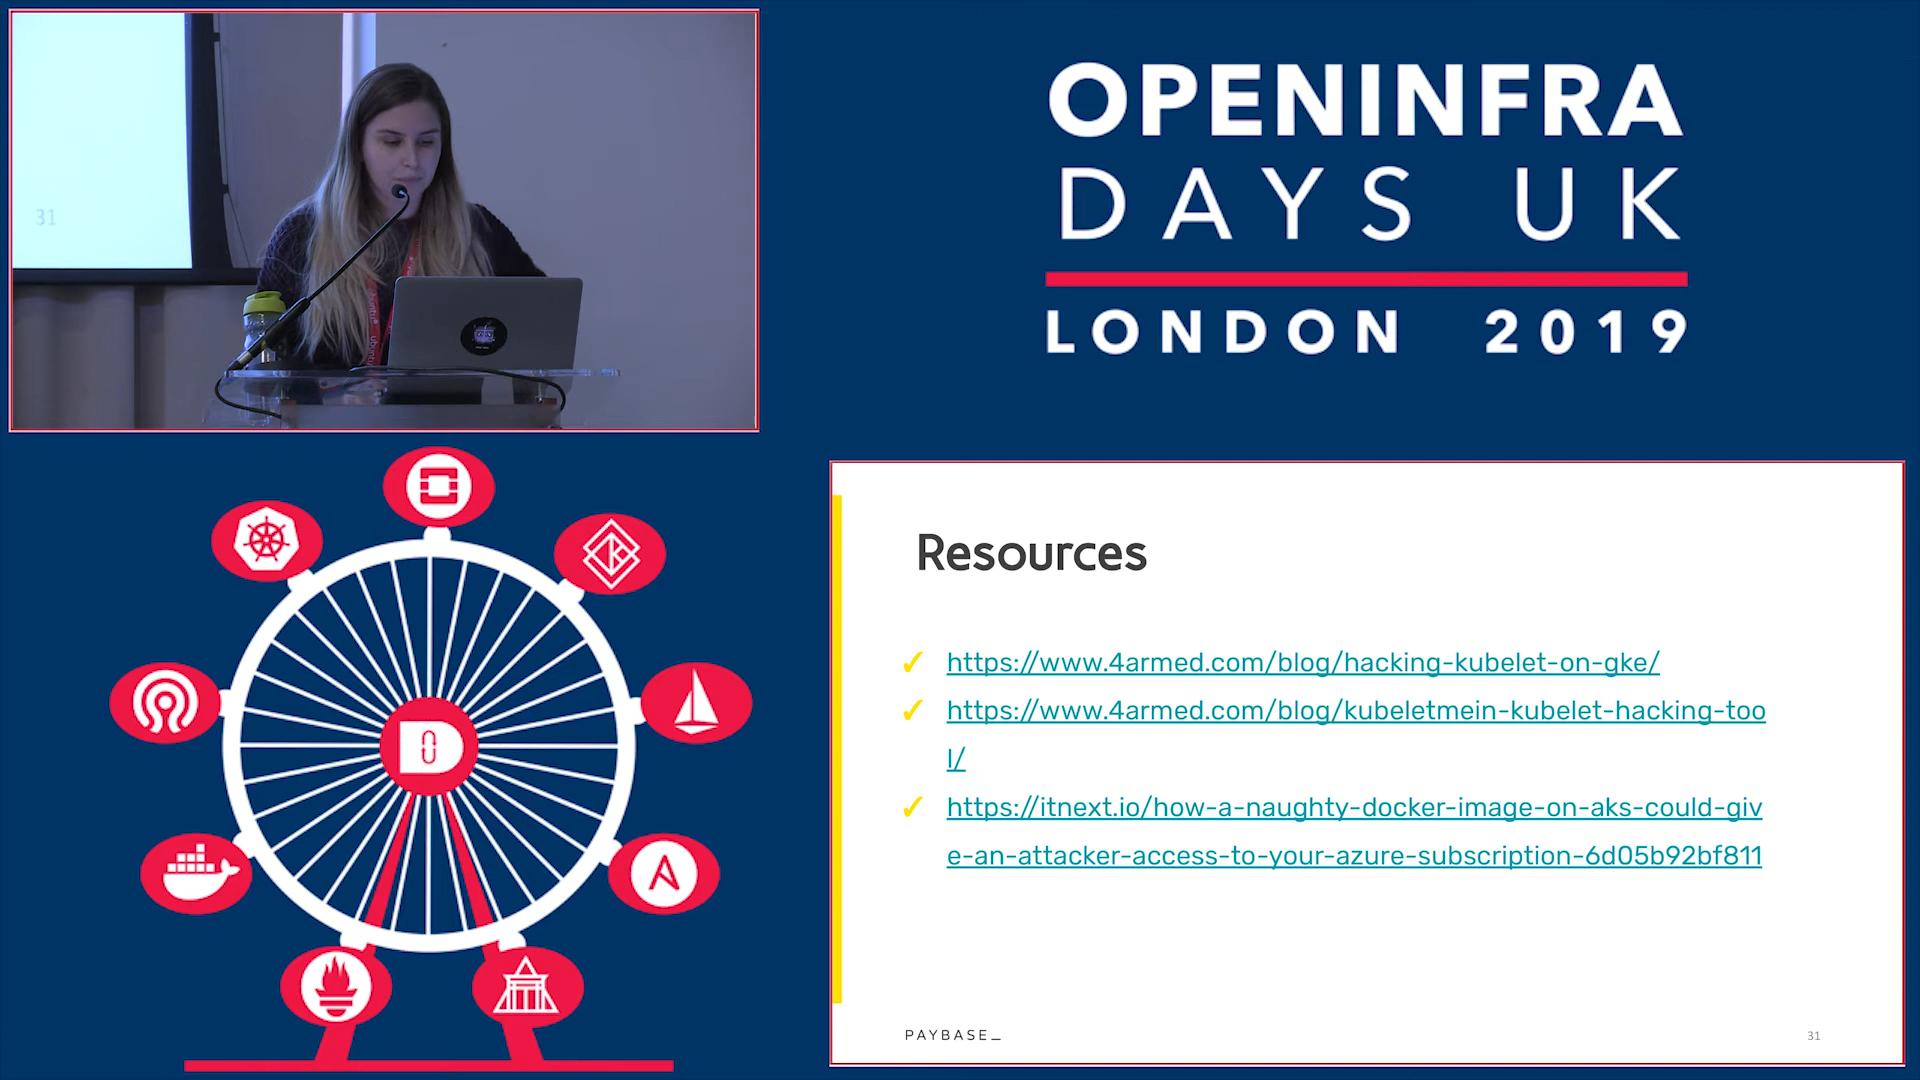 31
ubuntu
ubuntu
OPENINFRA
DAYS UK
LONDON 2019
Resources
✓ https://www.4armed.com/blog/hacking-kubelet-on-gke/
✓ https://www.4armed.com/blog/kubeletmein-kubelet-hacking-too
l/
✓ https://itnext.io/how-a-naughty-docker-image-on-aks-could-giv
e-an-attacker-access-to-your-azure-subscription-6d05b92bf811
PAYBASE_
31